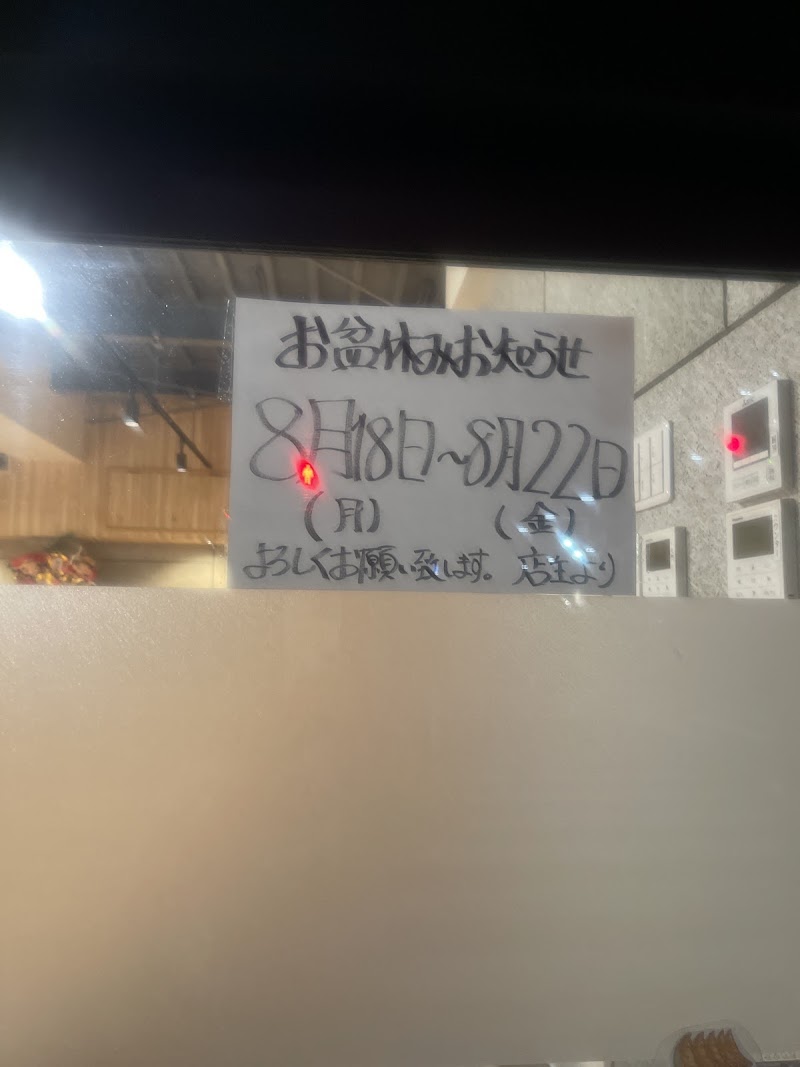 お盆休みお知らせ
8月18日~8月22日
(月) (金)
よろしくお願い致します。 店主より